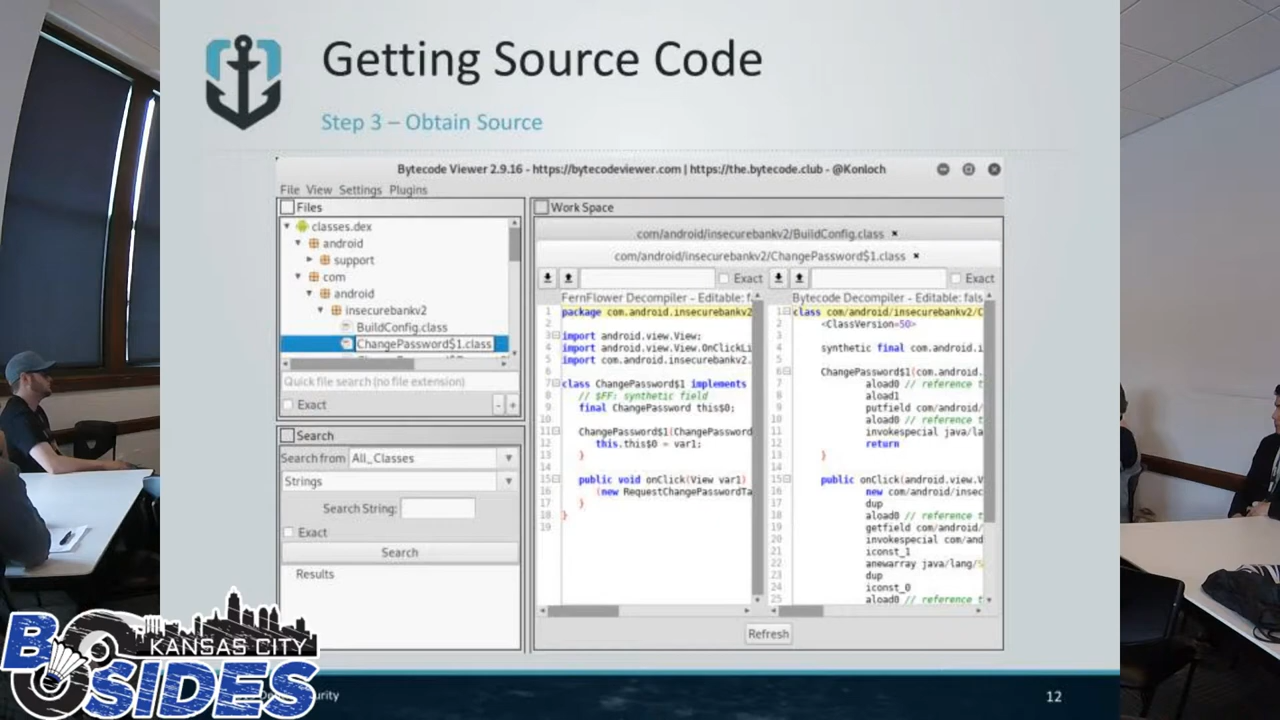 Getting Source Code
Step 3 – Obtain Source
Bytecode Viewer 2.9.16 - https://bytecodeviewer.com | https://the.bytecode.club - @Konloch
File View Settings Plugins
Files
classes.dex
android
support
com
android
insecurebankv2
BuildConfig.class
ChangePassword$1.class
Quick file search (no file extension)
Exact
- +
Search
Search from All_Classes
Strings
Search String:
Exact
Search
Results
Work Space
com/android/insecurebankv2/BuildConfig.class ×
com/android/insecurebankv2/ChangePassword$1.class ×
Exact
FernFlower Decompiler - Editable: f
1 package com.android.insecurebankv2
2
3 import android.view.View;
4 import android.view.View.OnClickLi
5 import com.android.insecurebankv2.
6
7 class ChangePassword$1 implements
8 // $FF: synthetic field
9 final ChangePassword this$0;
10
11 ChangePassword$1(ChangePassword
12 this.this$0 = var1;
13 }
14
15 public void onClick(View var1)
16 (new RequestChangePasswordTa
17 }
18 }
19
Exact
Bytecode Decompiler - Editable: fals
1 class com/android/insecurebankv2/C
2 <ClassVersion=50>
3
4 synthetic final com.android.i
5
6 ChangePassword$1(com.android.
7 aload0 // reference t
8 aload1
9 putfield com/android/
10 aload0 // reference t
11 invokespecial java/la
12 return
13 }
14
15 public onClick(android.view.V
16 new com/android/insec
17 dup
18 aload0 // reference t
19 getfield com/android/
20 invokespecial com/and
21 iconst_1
22 anewarray java/lang/S
23 dup
24 iconst_0
25 aload0 // reference t
Refresh
BSIDES
KANSAS CITY
12